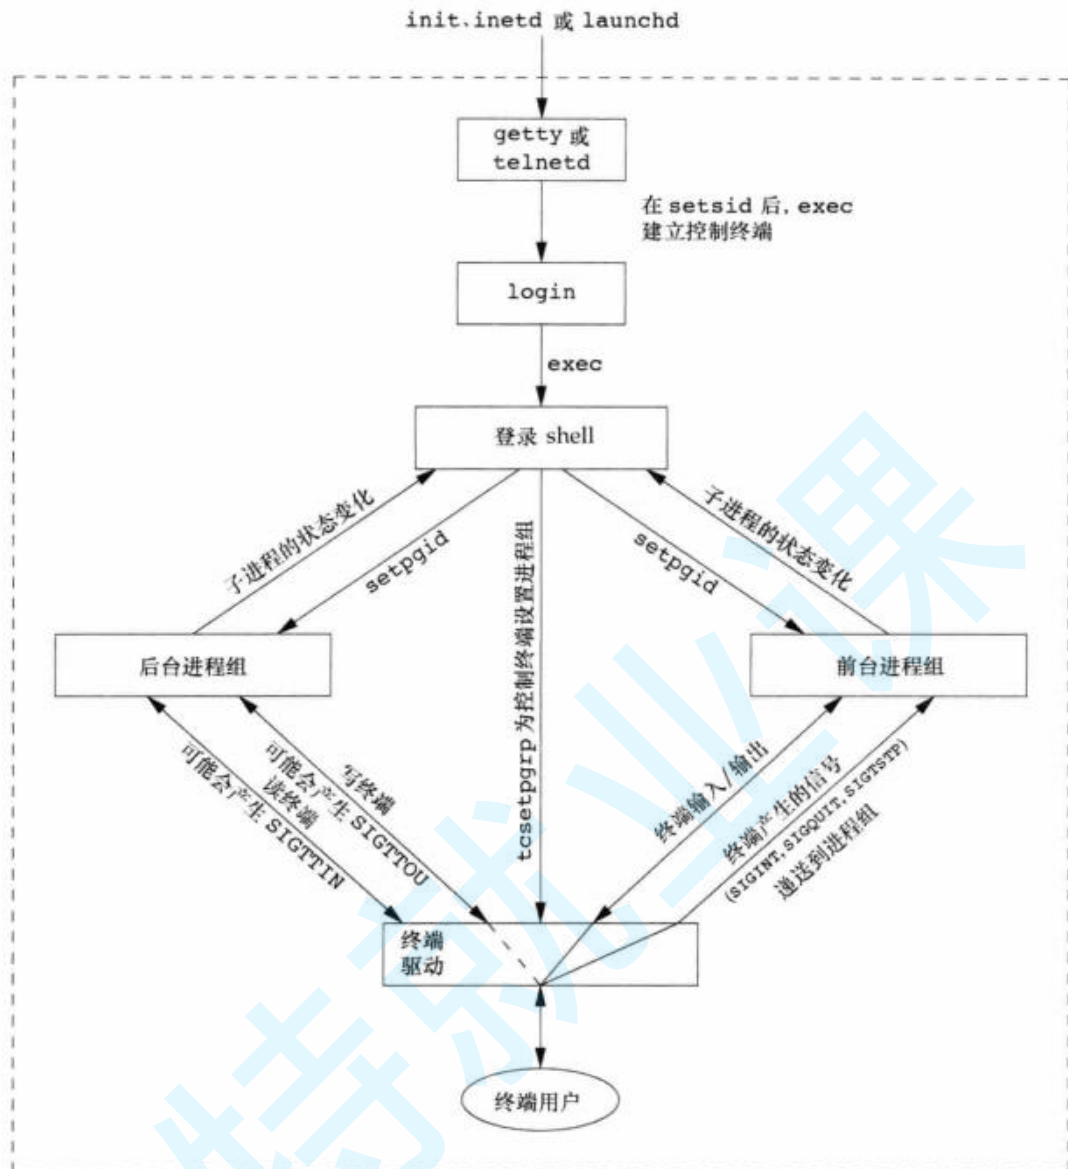 init、inetd 或 launchd
getty 或
telnetd
在 setsid 后, exec
建立控制终端
login
exec
登录 shell
子进程的状态变化
setpgid
tcsetpgrp 为控制终端设置进程组
setpgid
子进程的状态变化
后台进程组
前台进程组
读终端
可能会产生 SIGTTIN
写终端
可能会产生 SIGTTOU
终端输入/输出
终端产生的信号
(SIGINT, SIGQUIT, SIGTSTP)
递送到进程组
终端
驱动
终端用户
特就业课